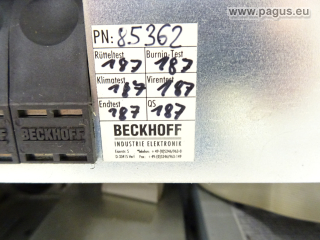 www.pagus.eu
PN: 85362
Rütteltest Burnin-Test
187 187
Klimatest Virentest
187 187
Endtest QS
187 187
BECKHOFF
INDUSTRIE ELEKTRONIK
BECKHOFF